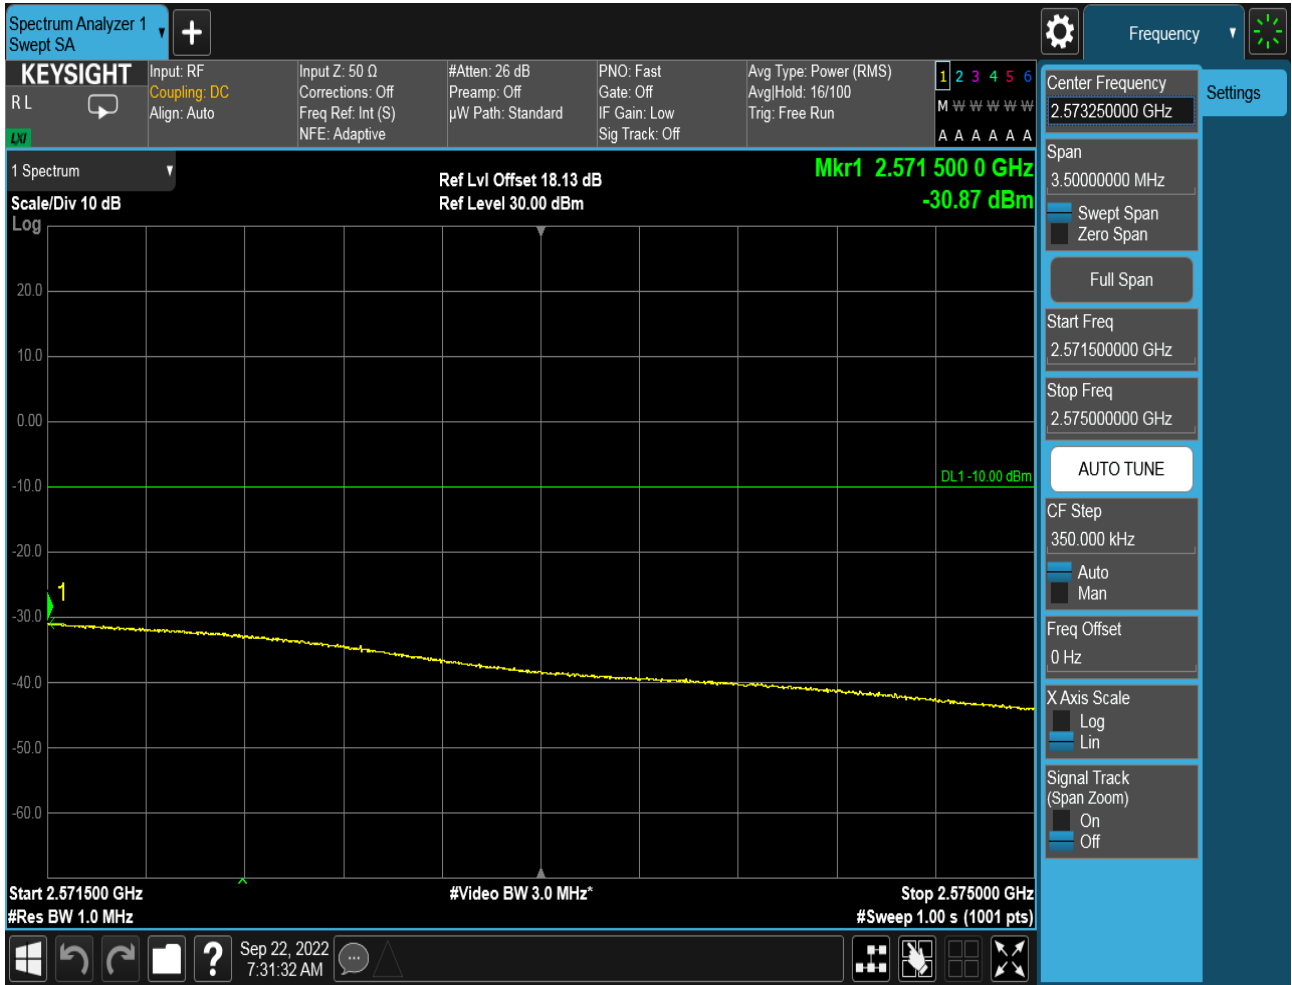 Spectrum Analyzer 1
Swept SA
Frequency
KEYSIGHT
R L
LXI
Input: RF
Coupling: DC
Align: Auto
Input Z: 50 Ω
Corrections: Off
Freq Ref: Int (S)
NFE: Adaptive
#Atten: 26 dB
Preamp: Off
µW Path: Standard
PNO: Fast
Gate: Off
IF Gain: Low
Sig Track: Off
Avg Type: Power (RMS)
Avg|Hold: 16/100
Trig: Free Run
1 2 3 4 5 6
M W W W W W
A A A A A A
1 Spectrum
Scale/Div 10 dB
Log
Ref Lvl Offset 18.13 dB
Ref Level 30.00 dBm
Mkr1 2.571 500 0 GHz
-30.87 dBm
20.0
10.0
0.00
-10.0
-20.0
-30.0
-40.0
-50.0
-60.0
DL1 -10.00 dBm
1
Start 2.571500 GHz
#Res BW 1.0 MHz
#Video BW 3.0 MHz*
Stop 2.575000 GHz
#Sweep 1.00 s (1001 pts)
Center Frequency
2.573250000 GHz
Settings
Span
3.50000000 MHz
Swept Span
Zero Span
Full Span
Start Freq
2.571500000 GHz
Stop Freq
2.575000000 GHz
AUTO TUNE
CF Step
350.000 kHz
Auto
Man
Freq Offset
0 Hz
X Axis Scale
Log
Lin
Signal Track
(Span Zoom)
On
Off
?
Sep 22, 2022
7:31:32 AM